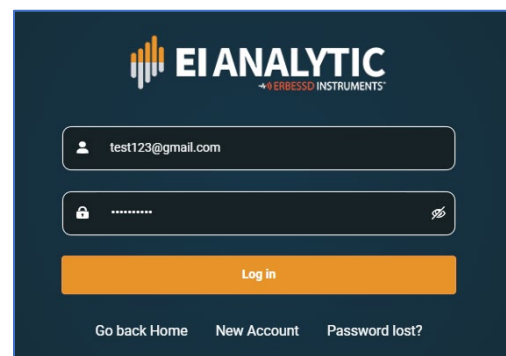 EI ANALYTIC
ERBESSD INSTRUMENTS
test123@gmail.com
Log in
Go back Home New Account Password lost?